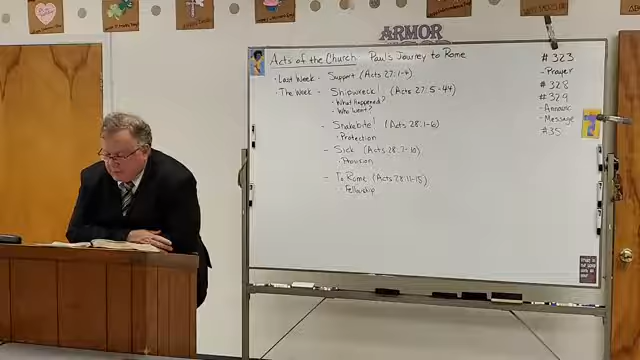 ARMOR
Acts of the Church Paul's Journey to Rome
· Last Week - Support (Acts 27:1-4)
· This Week - Shipwreck! (Acts 27:5-44)
· What Happened?
· Who Lived?
- Snakebite! (Acts 28:1-6)
· Protection
- Sick (Acts 28:7-10)
· Provision
- To Rome (Acts 28:11-15)
· Fellowship
#323
- Prayer
#328
#329
- Announc
- Message
#35